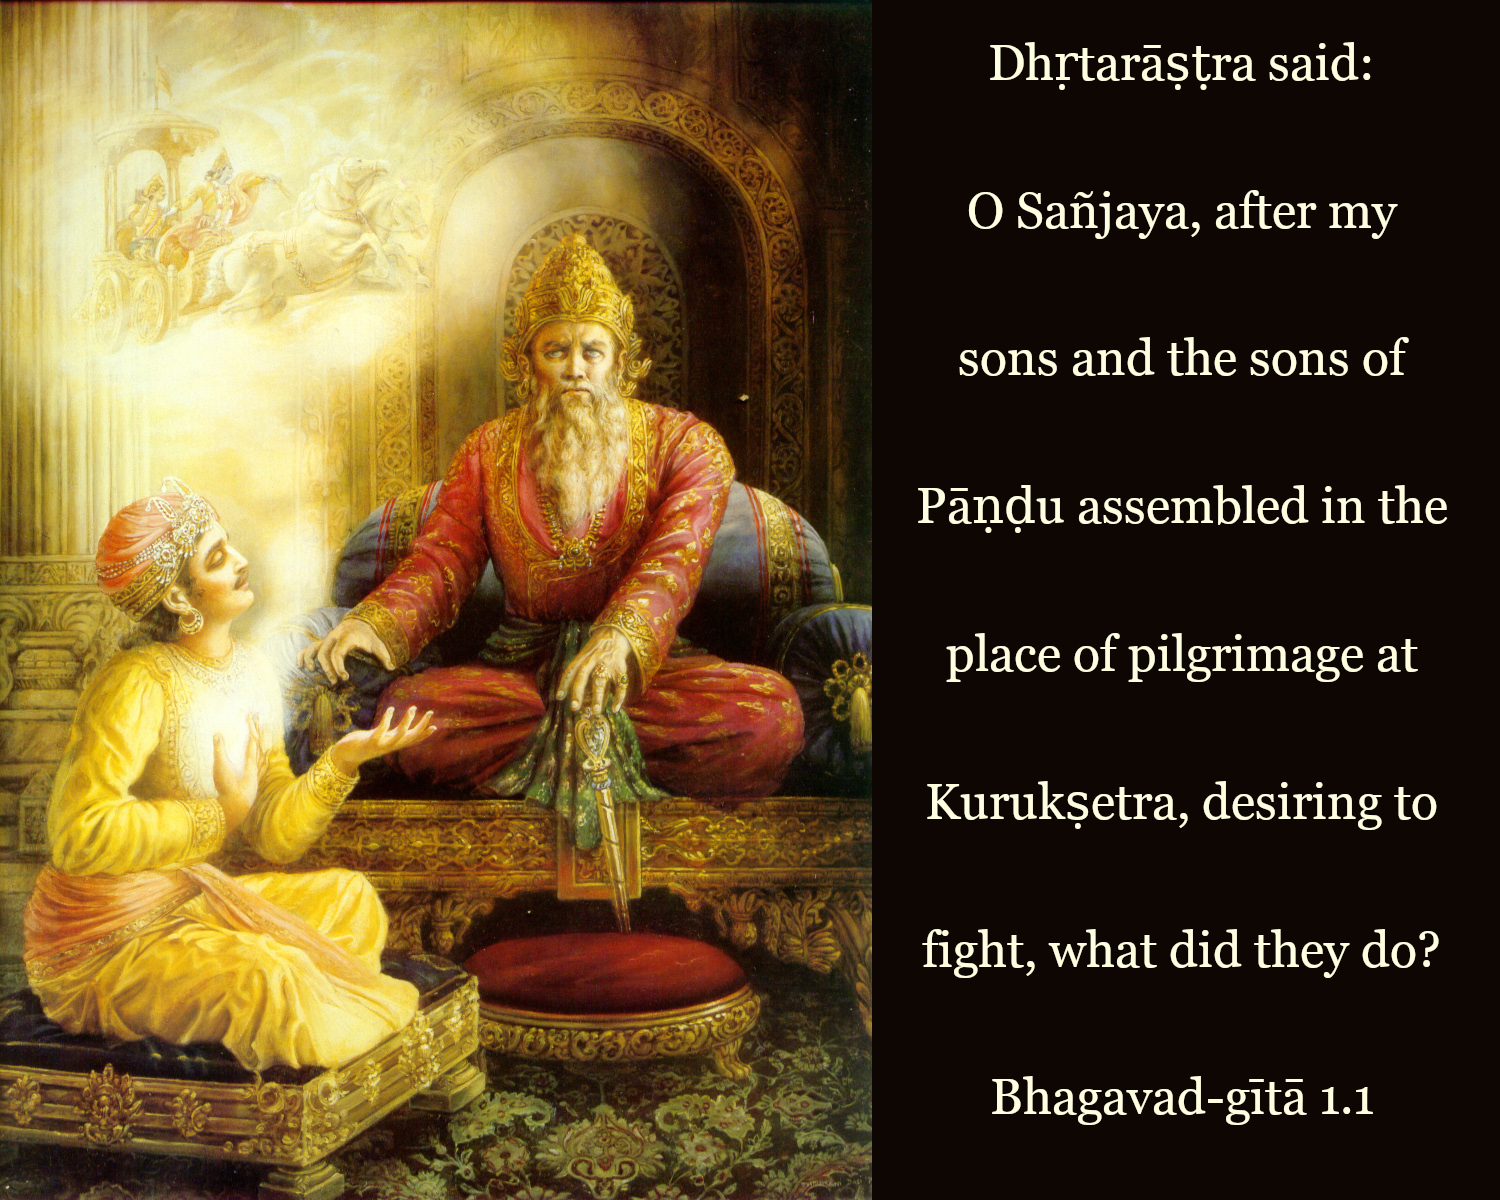 Dhṛtarāṣṭra said:
O Sañjaya, after my
sons and the sons of
Pāṇḍu assembled in the
place of pilgrimage at
Kurukṣetra, desiring to
fight, what did they do?
Bhagavad-gītā 1.1